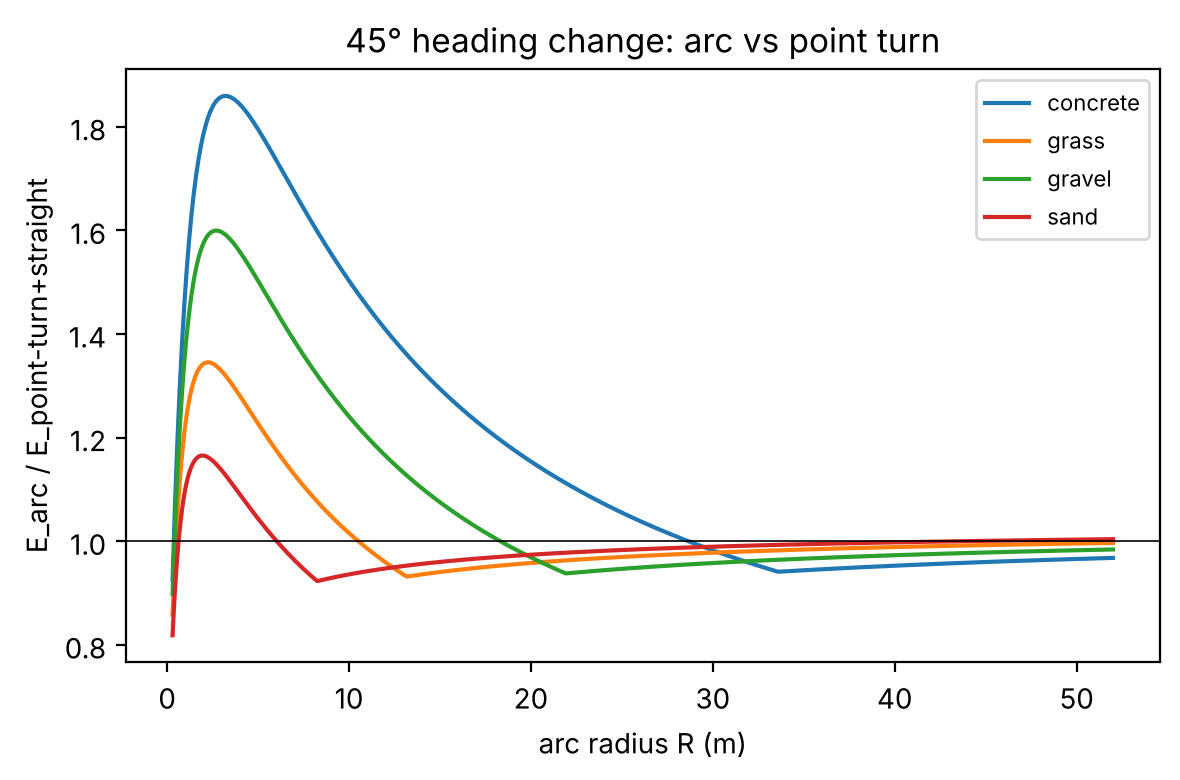 45° heading change: arc vs point turn
E_arc / E_point-turn+straight
1.8
1.6
1.4
1.2
1.0
0.8
concrete
grass
gravel
sand
0 10 20 30 40 50
arc radius R (m)